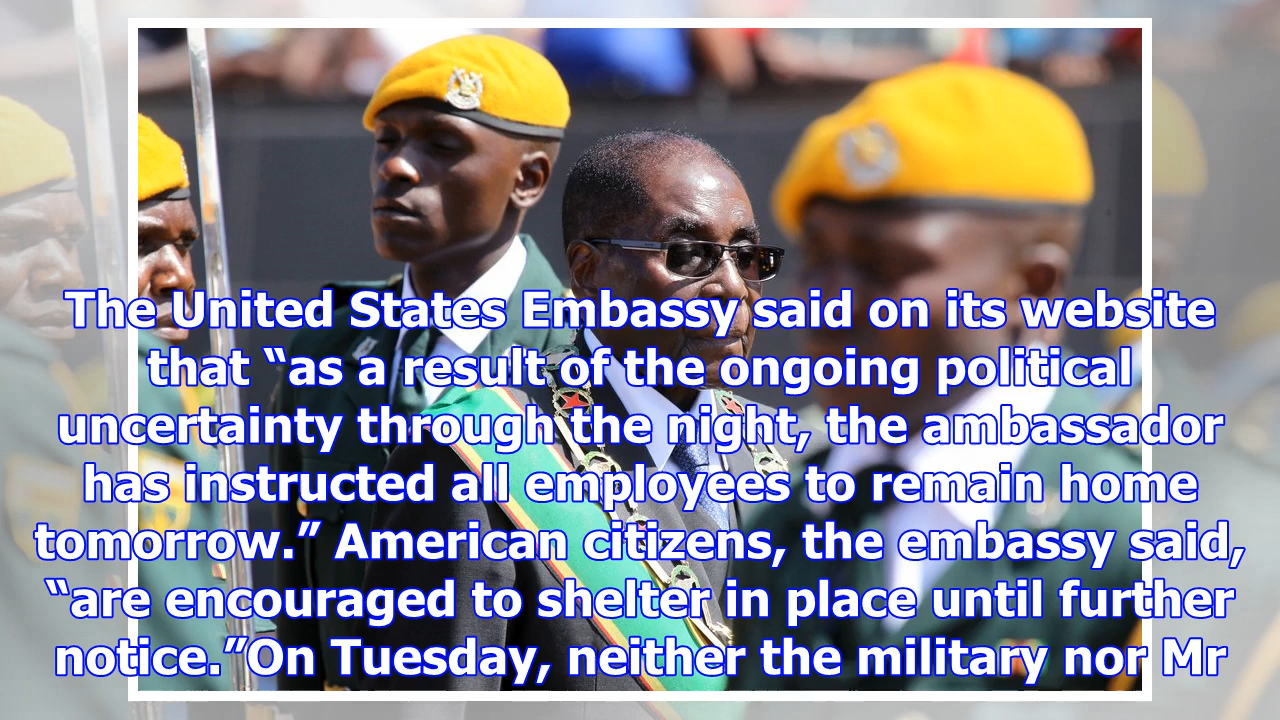 The United States Embassy said on its website
that “as a result of the ongoing political
uncertainty through the night, the ambassador
has instructed all employees to remain home
tomorrow.” American citizens, the embassy said,
“are encouraged to shelter in place until further
notice.”On Tuesday, neither the military nor Mr